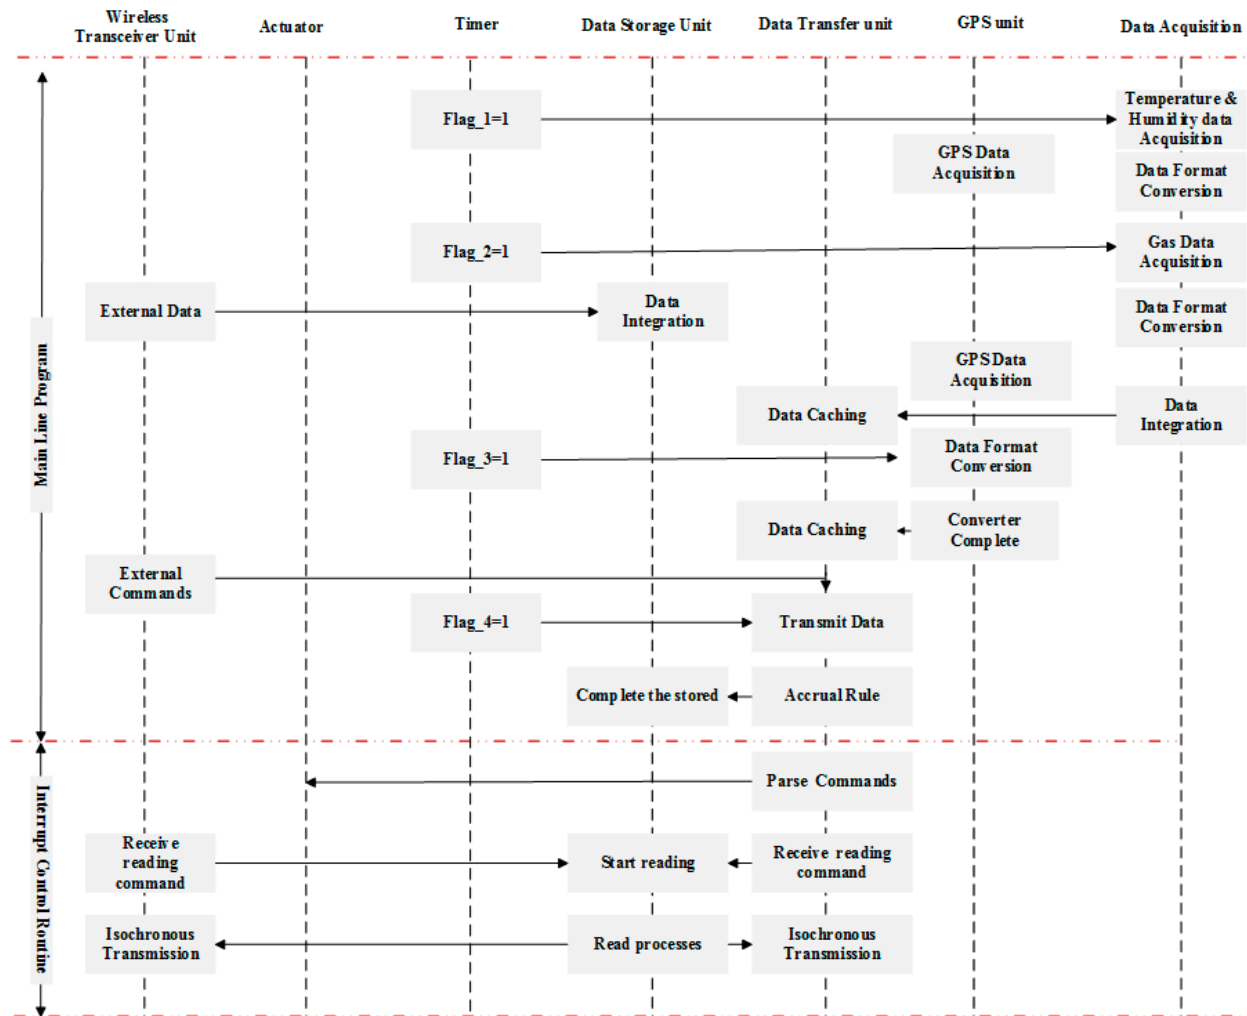 Wireless
Transceiver Unit
Actuator
Timer
Data Storage Unit
Data Transfer unit
GPS unit
Data Acquisition
Main Line Program
Flag_1=1
Temperature &
Humidity data
Acquisition
GPS Data
Acquisition
Data Format
Conversion
Flag_2=1
Gas Data
Acquisition
External Data
Data
Integration
Data Format
Conversion
GPS Data
Acquisition
Data Caching
Data
Integration
Flag_3=1
Data Format
Conversion
Data Caching
Converter
Complete
External
Commands
Flag_4=1
Transmit Data
Complete the stored
Accrual Rule
Interrupt Control Routine
Parse Commands
Receive
reading
command
Start reading
Receive reading
command
Isochronous
Transmission
Read processes
Isochronous
Transmission